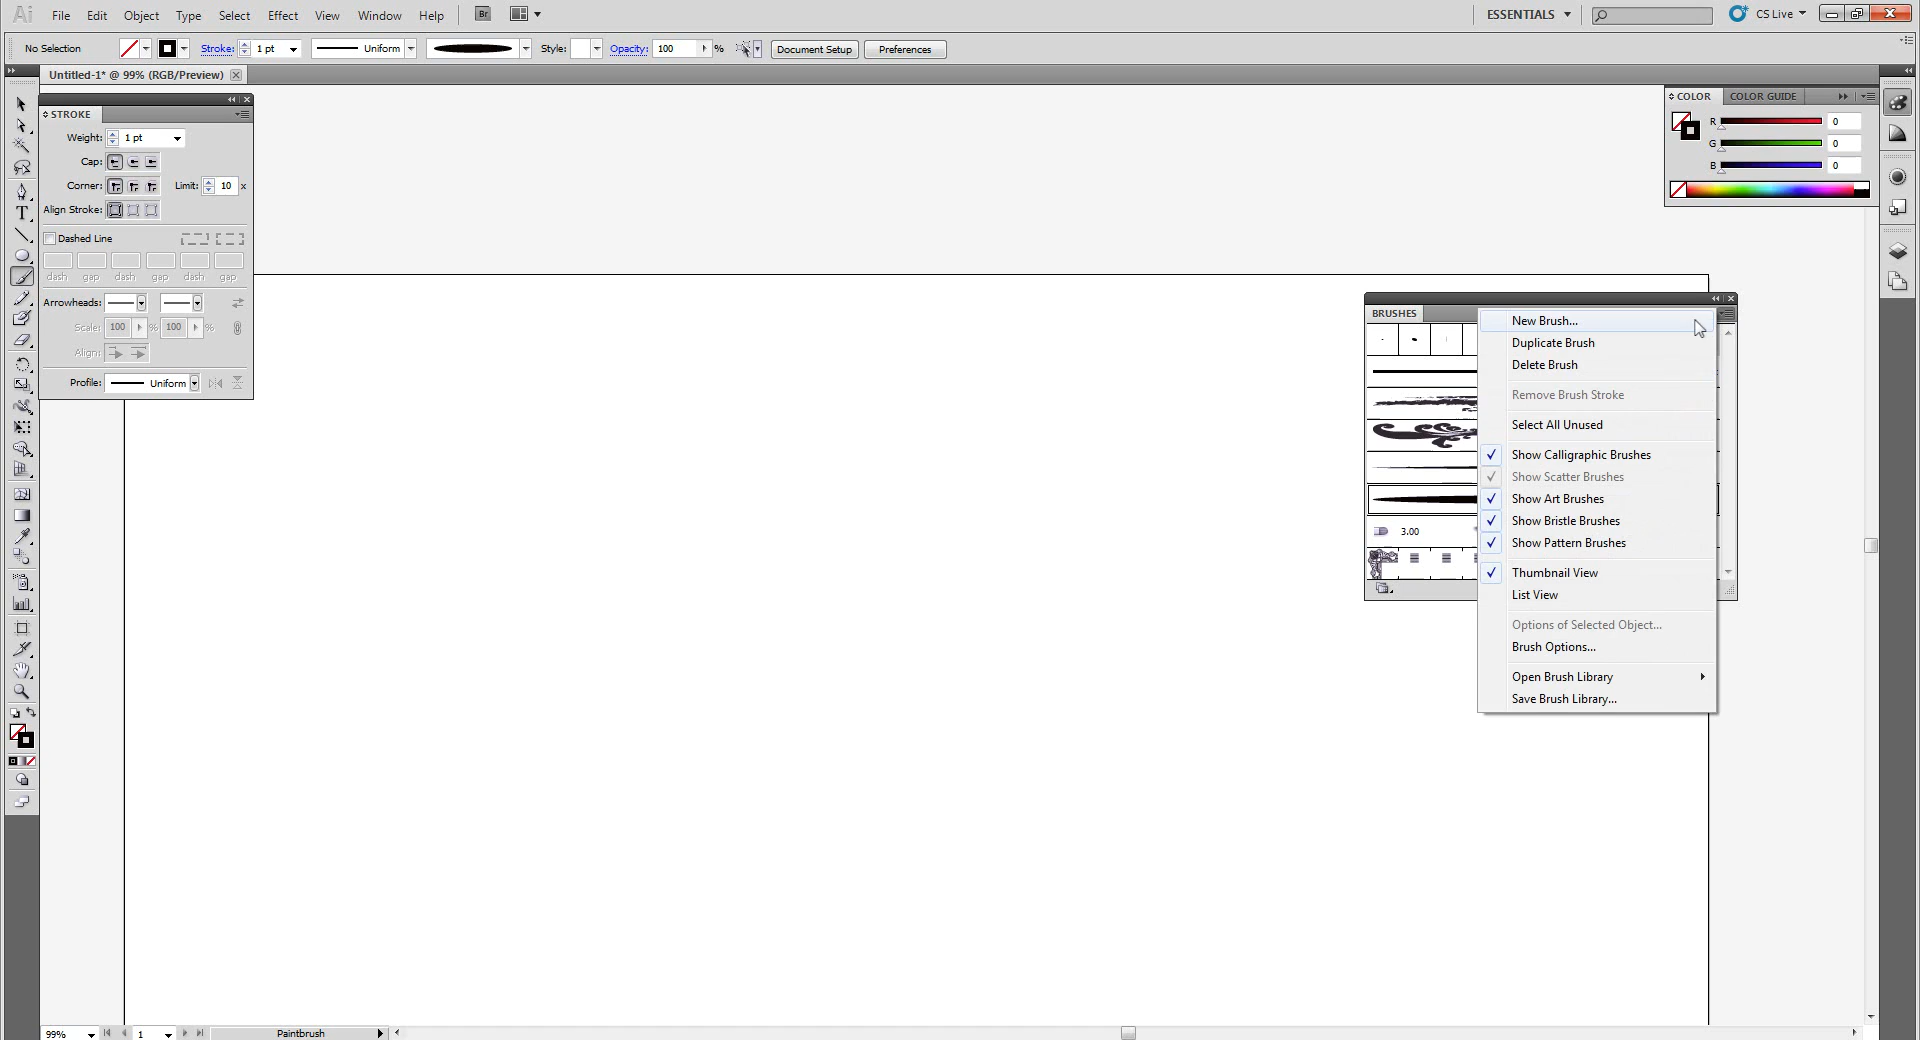 Ai File Edit Object Type Select Effect View Window Help Br ESSENTIALS CS Live
No Selection Stroke: 1 pt Uniform Style: Opacity: 100 % Document Setup Preferences
Untitled-1* @ 99% (RGB/Preview)
STROKE
Weight: 1 pt
Cap:
Corner: Limit: 10 x
Align Stroke:
Dashed Line
dash gap dash gap dash gap
Arrowheads:
Scale: 100 % 100 %
Align:
Profile: Uniform
COLOR COLOR GUIDE
R 0
G 0
B 0
BRUSHES
3.00
New Brush...
Duplicate Brush
Delete Brush
Remove Brush Stroke
Select All Unused
Show Calligraphic Brushes
Show Scatter Brushes
Show Art Brushes
Show Bristle Brushes
Show Pattern Brushes
Thumbnail View
List View
Options of Selected Object...
Brush Options...
Open Brush Library
Save Brush Library...
99% 1 Paintbrush